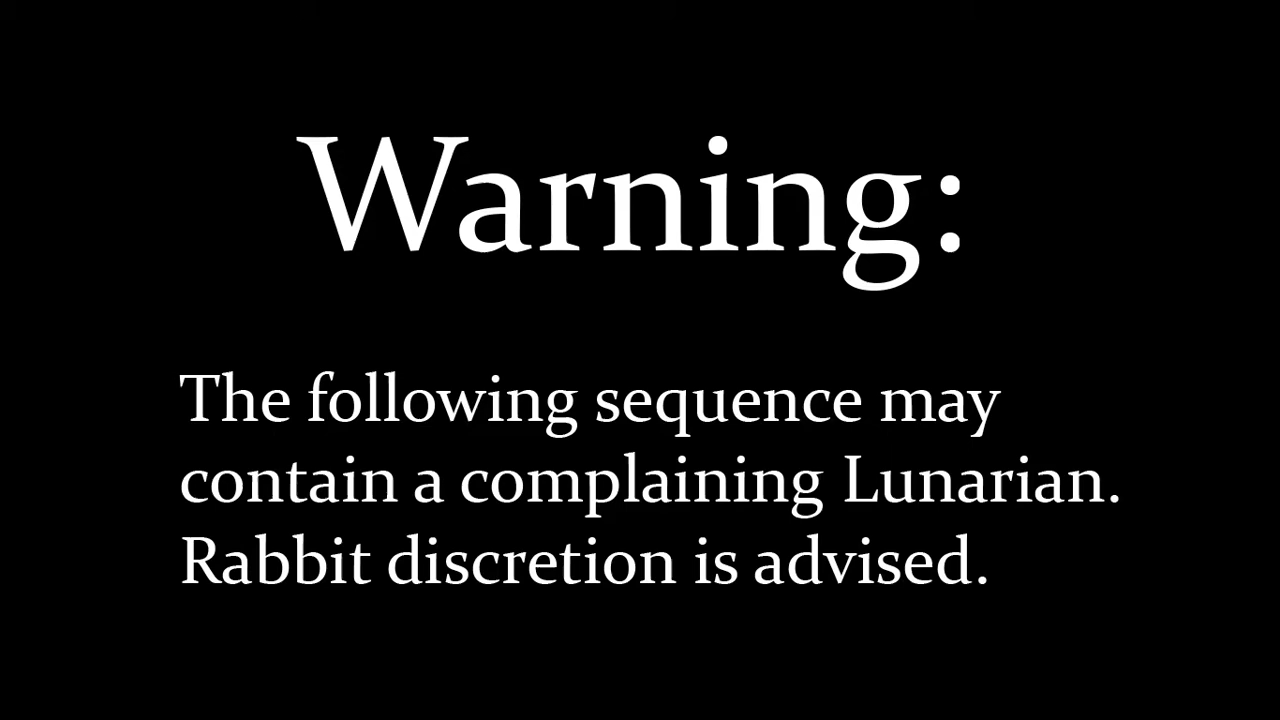 Warning:
The following sequence may
contain a complaining Lunarian.
Rabbit discretion is advised.